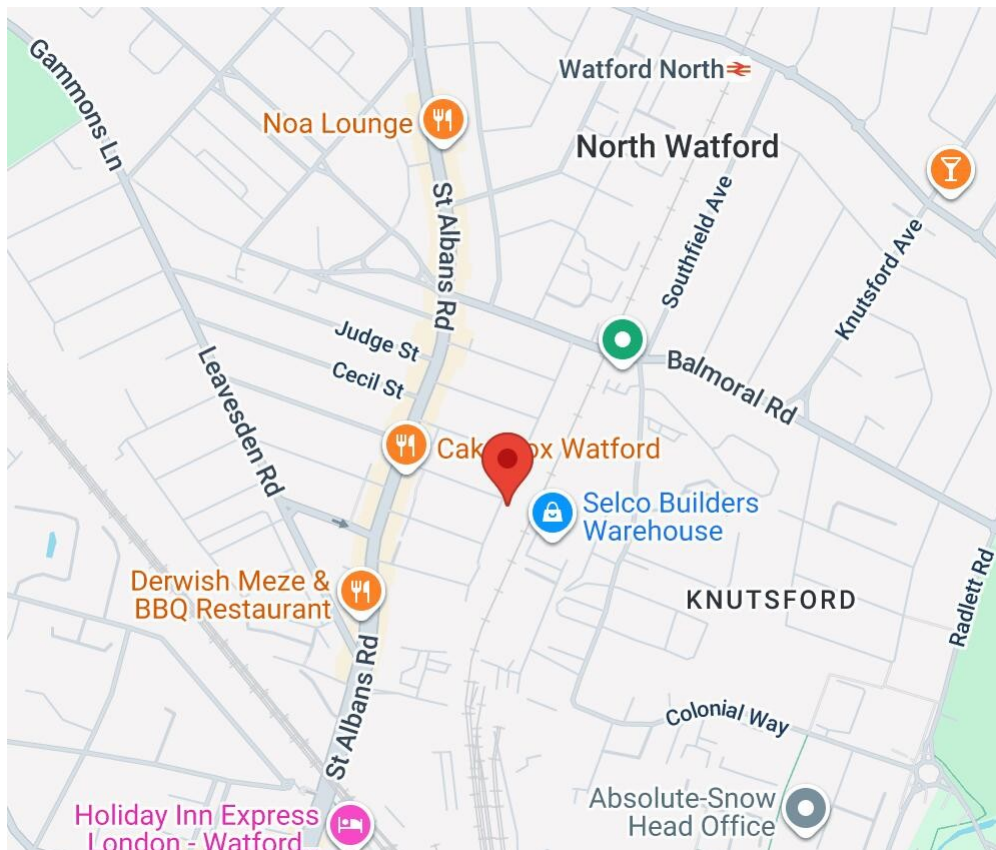 Gammons Ln
Watford North
Noa Lounge
North Watford
St Albans Rd
Southfield Ave
Knutsford Ave
Judge St
Cecil St
Leavesden Rd
Balmoral Rd
Cak ox Watford
Selco Builders
Warehouse
Derwish Meze &
BBQ Restaurant
KNUTSFORD
Radlett Rd
St Albans Rd
Colonial Way
Absolute-Snow
Head Office
Holiday Inn Express
London - Watford